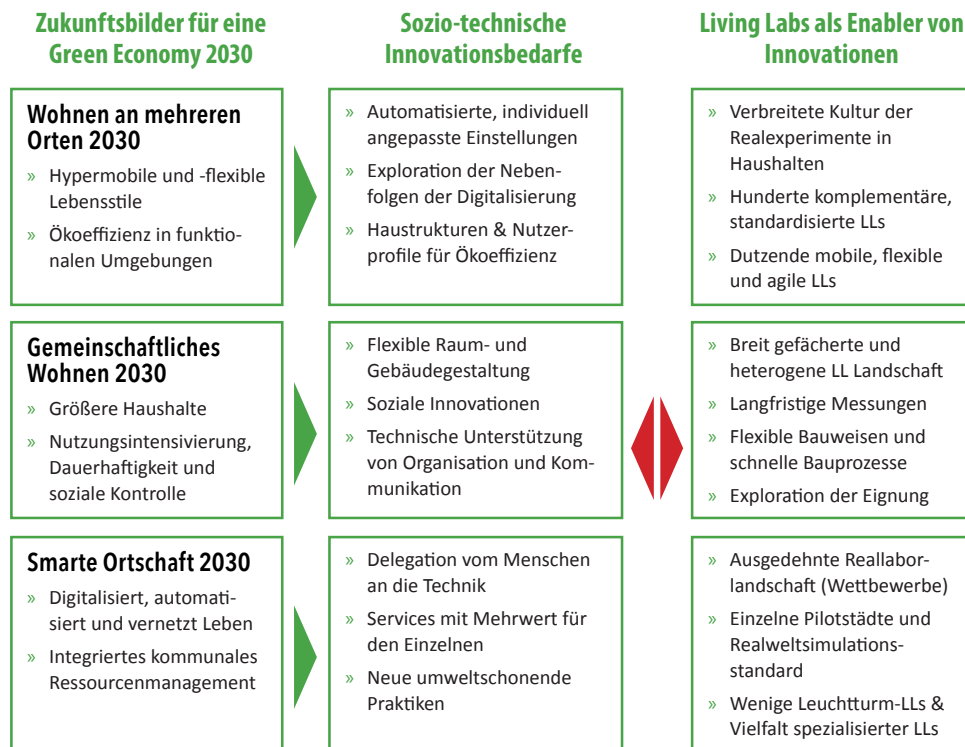 Zukunftsbilder für eine
Green Economy 2030
Sozio-technische
Innovationsbedarfe
Living Labs als Enabler von
Innovationen
Wohnen an mehreren
Orten 2030
» Hypermobile und -flexible
Lebensstile
» Ökoeffizienz in funktio-
nalen Umgebungen
» Automatisierte, individuell
angepasste Einstellungen
» Exploration der Neben-
folgen der Digitalisierung
» Haustrukturen & Nutzer-
profile für Ökoeffizienz
» Verbreitete Kultur der
Realexperimente in
Haushalten
» Hunderte komplementäre,
standardisierte LLs
» Dutzende mobile, flexible
und agile LLs
Gemeinschaftliches
Wohnen 2030
» Größere Haushalte
» Nutzungsintensivierung,
Dauerhaftigkeit und
soziale Kontrolle
» Flexible Raum- und
Gebäudegestaltung
» Soziale Innovationen
» Technische Unterstützung
von Organisation und Kom-
munikation
» Breit gefächerte und
heterogene LL Landschaft
» Langfristige Messungen
» Flexible Bauweisen und
schnelle Bauprozesse
» Exploration der Eignung
Smarte Ortschaft 2030
» Digitalisiert, automati-
siert und vernetzt Leben
» Integriertes kommunales
Ressourcenmanagement
» Delegation vom Menschen
an die Technik
» Services mit Mehrwert für
den Einzelnen
» Neue umweltschonende
Praktiken
» Ausgedehnte Reallabor-
landschaft (Wettbewerbe)
» Einzelne Pilotstädte und
Realweltsimulations-
standard
» Wenige Leuchtturm-LLs &
Vielfalt spezialisierter LLs